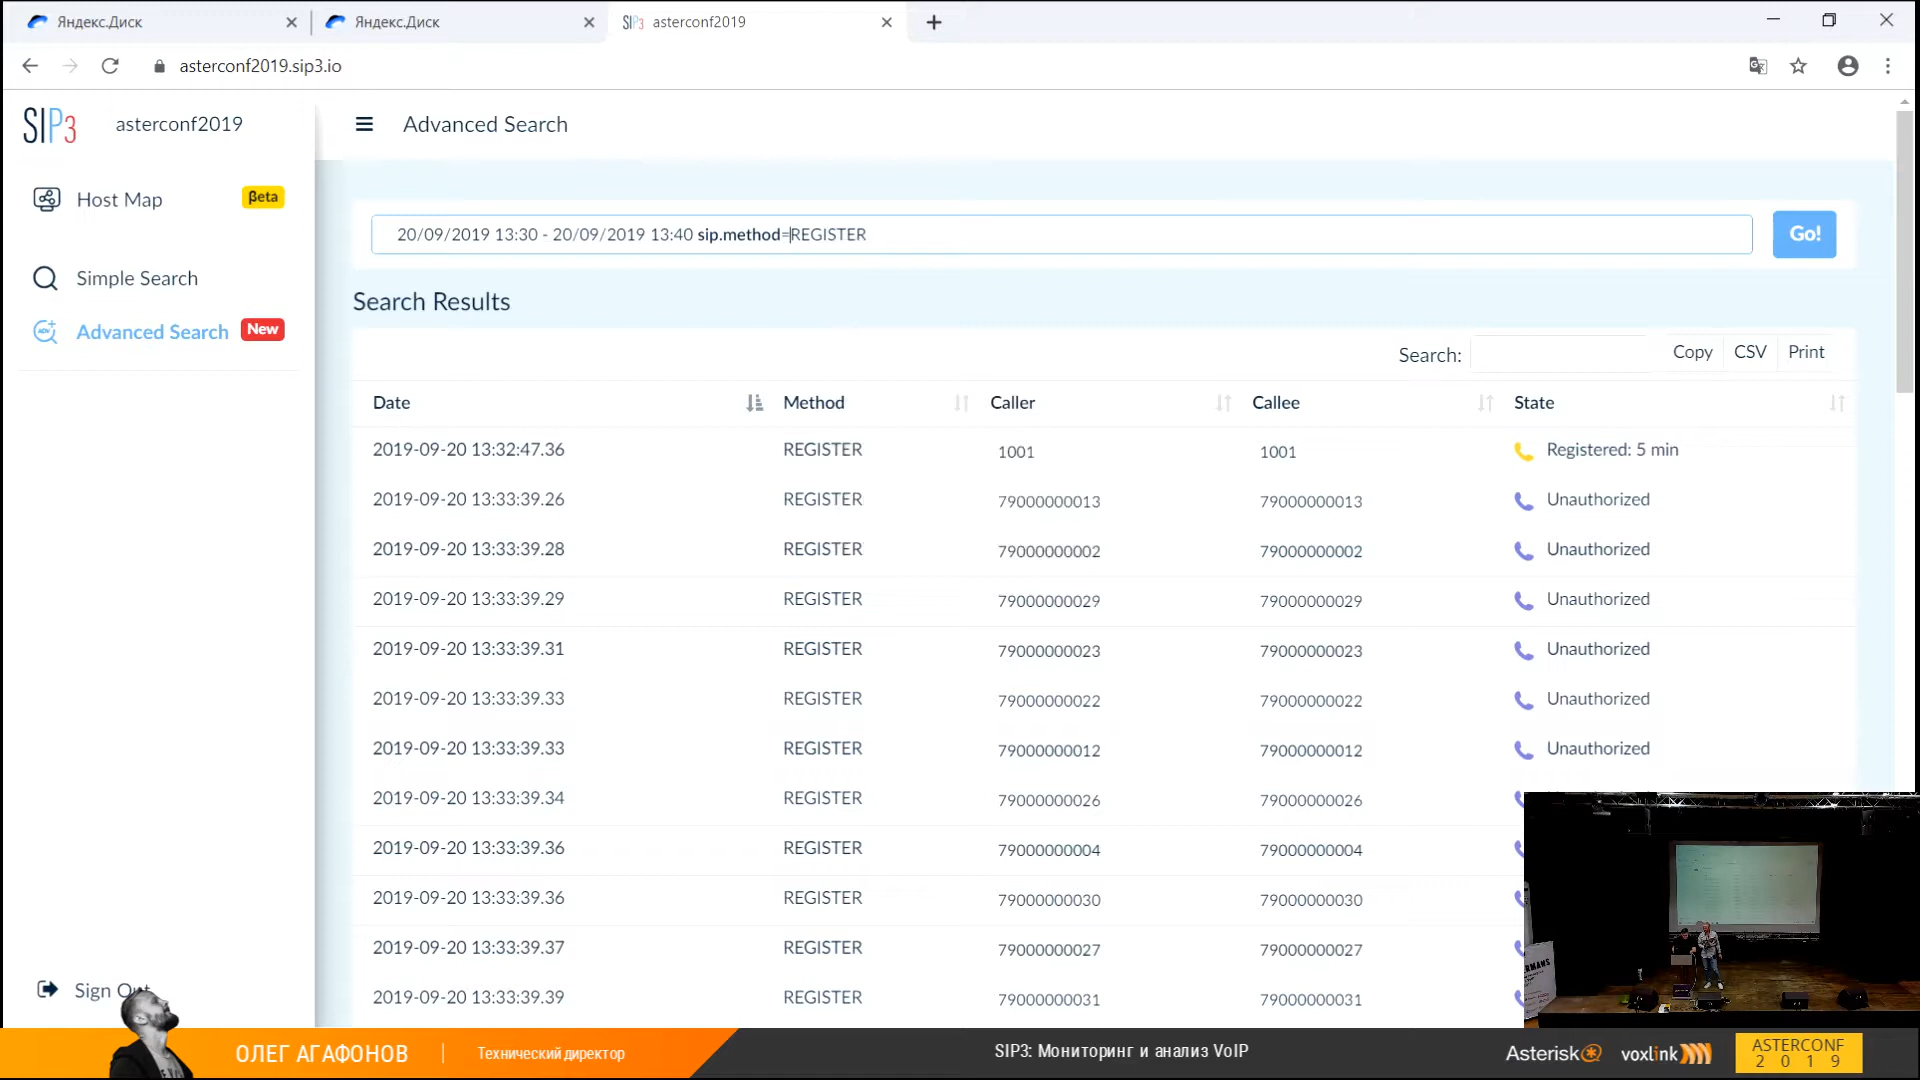 Яндекс.Диск
Яндекс.Диск
SIP3 asterconf2019
asterconf2019.sip3.io
SIP3 asterconf2019
Advanced Search
Host Map βeta
Simple Search
Advanced Search New
20/09/2019 13:30 - 20/09/2019 13:40 sip.method=REGISTER
Go!
Search Results
Search: Copy CSV Print
Date Method Caller Callee State
2019-09-20 13:32:47.36 REGISTER 1001 1001 Registered: 5 min
2019-09-20 13:33:39.26 REGISTER 79000000013 79000000013 Unauthorized
2019-09-20 13:33:39.28 REGISTER 79000000002 79000000002 Unauthorized
2019-09-20 13:33:39.29 REGISTER 79000000029 79000000029 Unauthorized
2019-09-20 13:33:39.31 REGISTER 79000000023 79000000023 Unauthorized
2019-09-20 13:33:39.33 REGISTER 79000000022 79000000022 Unauthorized
2019-09-20 13:33:39.33 REGISTER 79000000012 79000000012 Unauthorized
2019-09-20 13:33:39.34 REGISTER 79000000026 79000000026
2019-09-20 13:33:39.36 REGISTER 79000000004 79000000004
2019-09-20 13:33:39.36 REGISTER 79000000030 79000000030
2019-09-20 13:33:39.37 REGISTER 79000000027 79000000027
2019-09-20 13:33:39.39 REGISTER 79000000031 79000000031
Sign Out
ОЛЕГ АГАФОНОВ
Технический директор
SIP3: Мониторинг и анализ VoIP
Asterisk
voxlink
ASTERCONF
2019